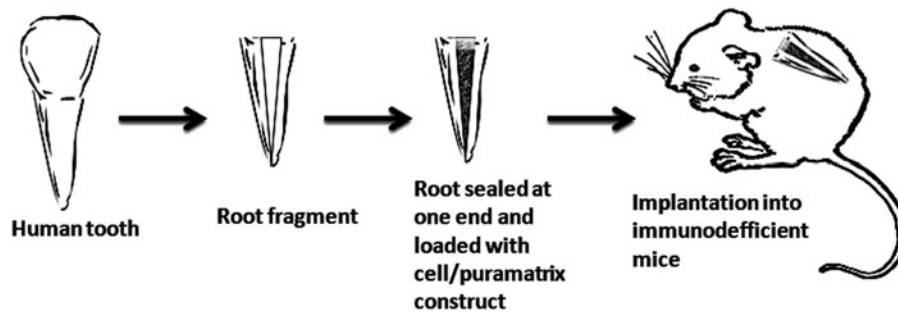 Human tooth
Root fragment
Root sealed at
one end and
loaded with
cell/puramatrix
construct
Implantation into
immunodefficient
mice